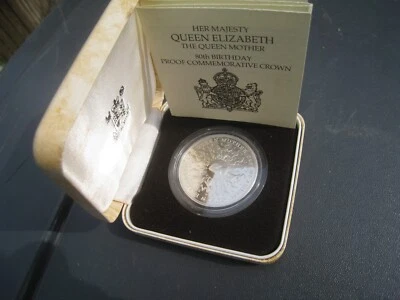 HER MAJESTY
QUEEN ELIZABETH
THE QUEEN MOTHER
80th BIRTHDAY
PROOF COMMEMORATIVE CROWN